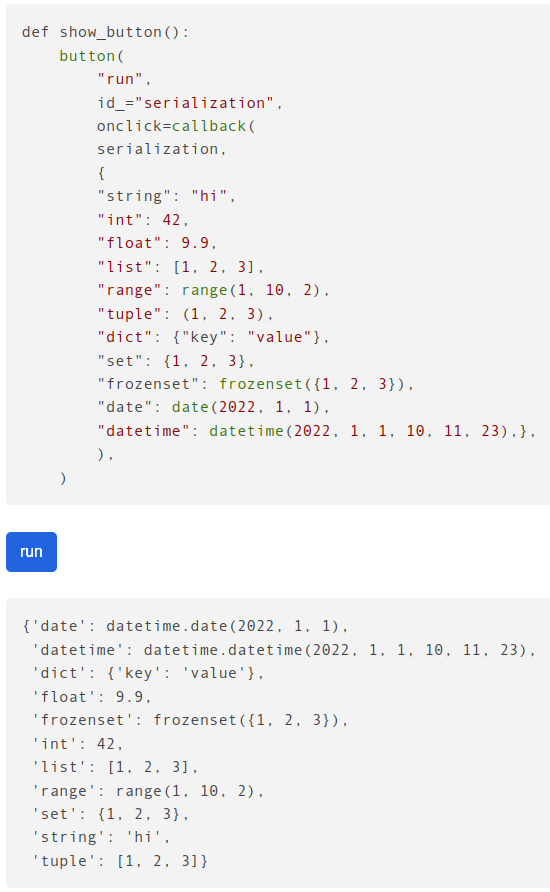 def show_button():
    button(
        "run",
        id_="serialization",
        onclick=callback(
        serialization,
        {
        "string": "hi",
        "int": 42,
        "float": 9.9,
        "list": [1, 2, 3],
        "range": range(1, 10, 2),
        "tuple": (1, 2, 3),
        "dict": {"key": "value"},
        "set": {1, 2, 3},
        "frozenset": frozenset({1, 2, 3}),
        "date": date(2022, 1, 1),
        "datetime": datetime(2022, 1, 1, 10, 11, 23),},
        ),
    )
run
{'date': datetime.date(2022, 1, 1),
 'datetime': datetime.datetime(2022, 1, 1, 10, 11, 23),
 'dict': {'key': 'value'},
 'float': 9.9,
 'frozenset': frozenset({1, 2, 3}),
 'int': 42,
 'list': [1, 2, 3],
 'range': range(1, 10, 2),
 'set': {1, 2, 3},
 'string': 'hi',
 'tuple': [1, 2, 3]}